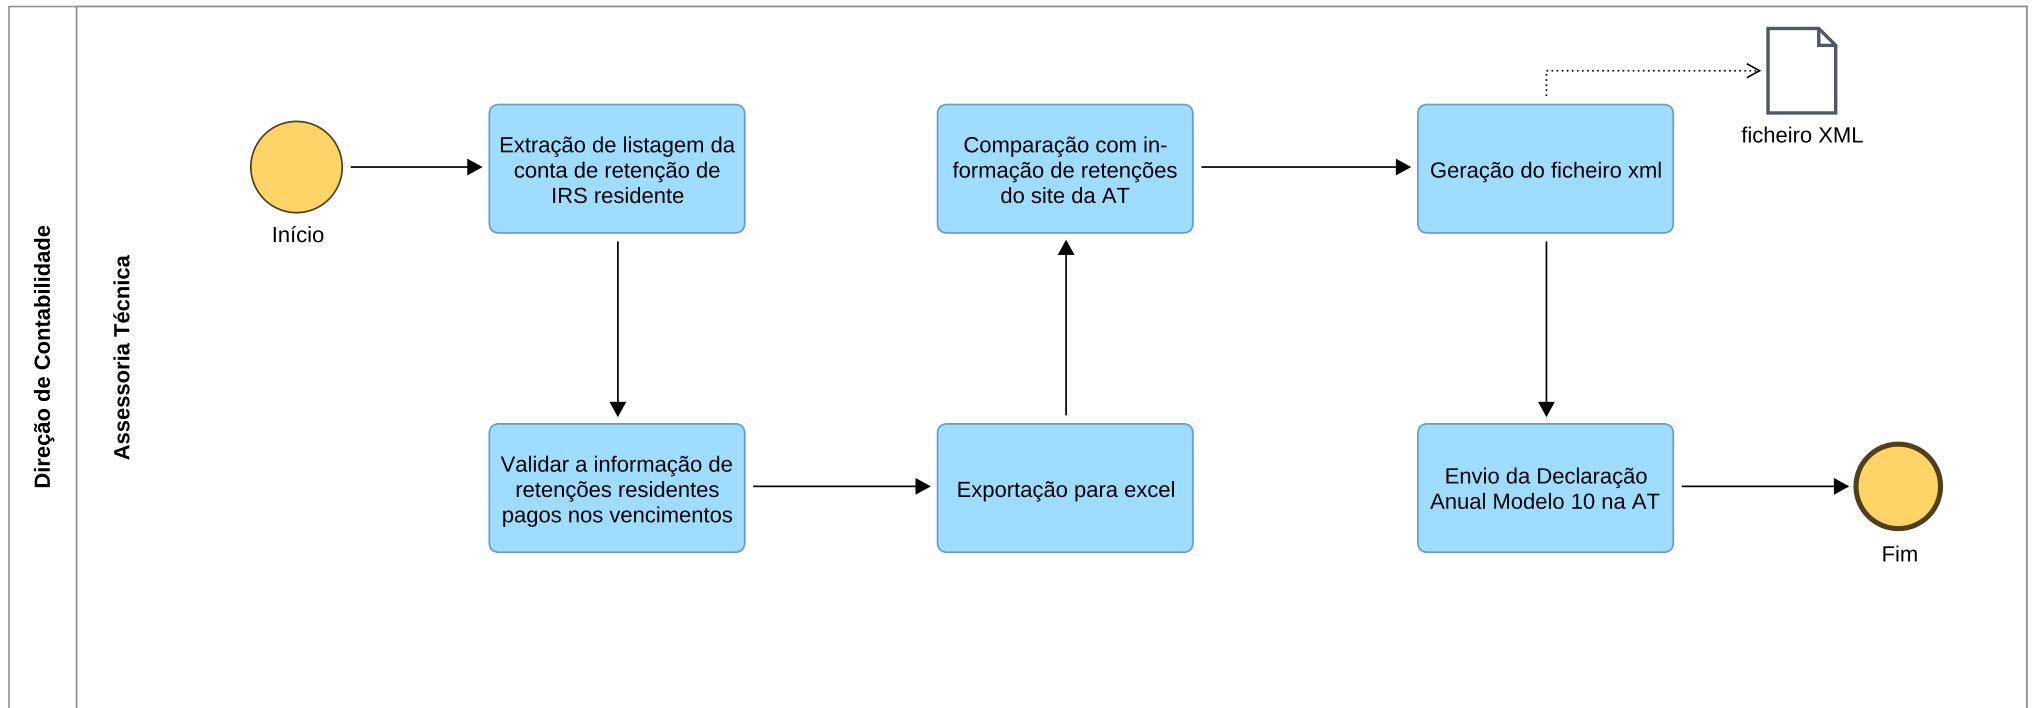 Direção de Contabilidade
Assessoria Técnica
Início
Extração de listagem da
conta de retenção de
IRS residente
Validar a informação de
retenções residentes
pagos nos vencimentos
Exportação para excel
Comparação com in-
formação de retenções
do site da AT
Geração do ficheiro xml
ficheiro XML
Envio da Declaração
Anual Modelo 10 na AT
Fim